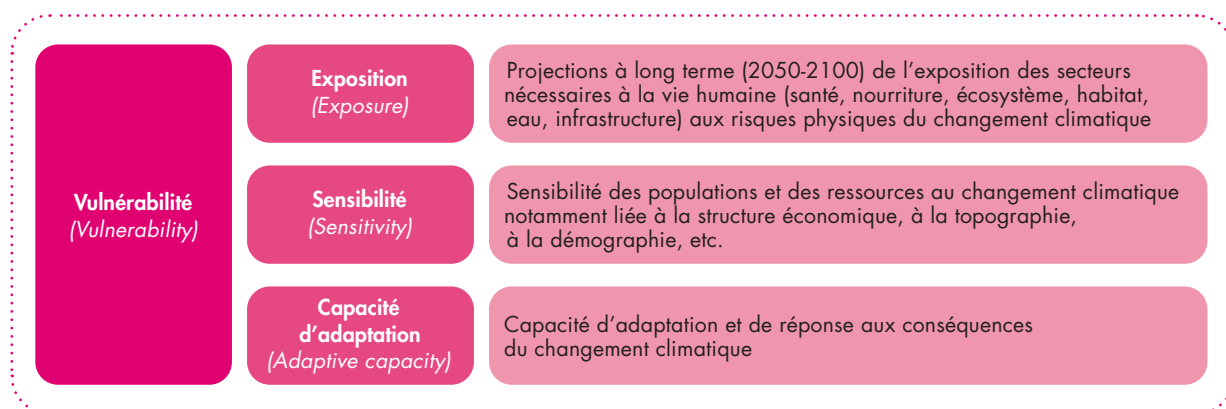 Vulnérabilité
(Vulnerability)
Exposition
(Exposure)
Projections à long terme (2050-2100) de l’exposition des secteurs
nécessaires à la vie humaine (santé, nourriture, écosystème, habitat,
eau, infrastructure) aux risques physiques du changement climatique
Sensibilité
(Sensitivity)
Sensibilité des populations et des ressources au changement climatique
notamment liée à la structure économique, à la topographie,
à la démographie, etc.
Capacité
d’adaptation
(Adaptive capacity)
Capacité d’adaptation et de réponse aux conséquences
du changement climatique